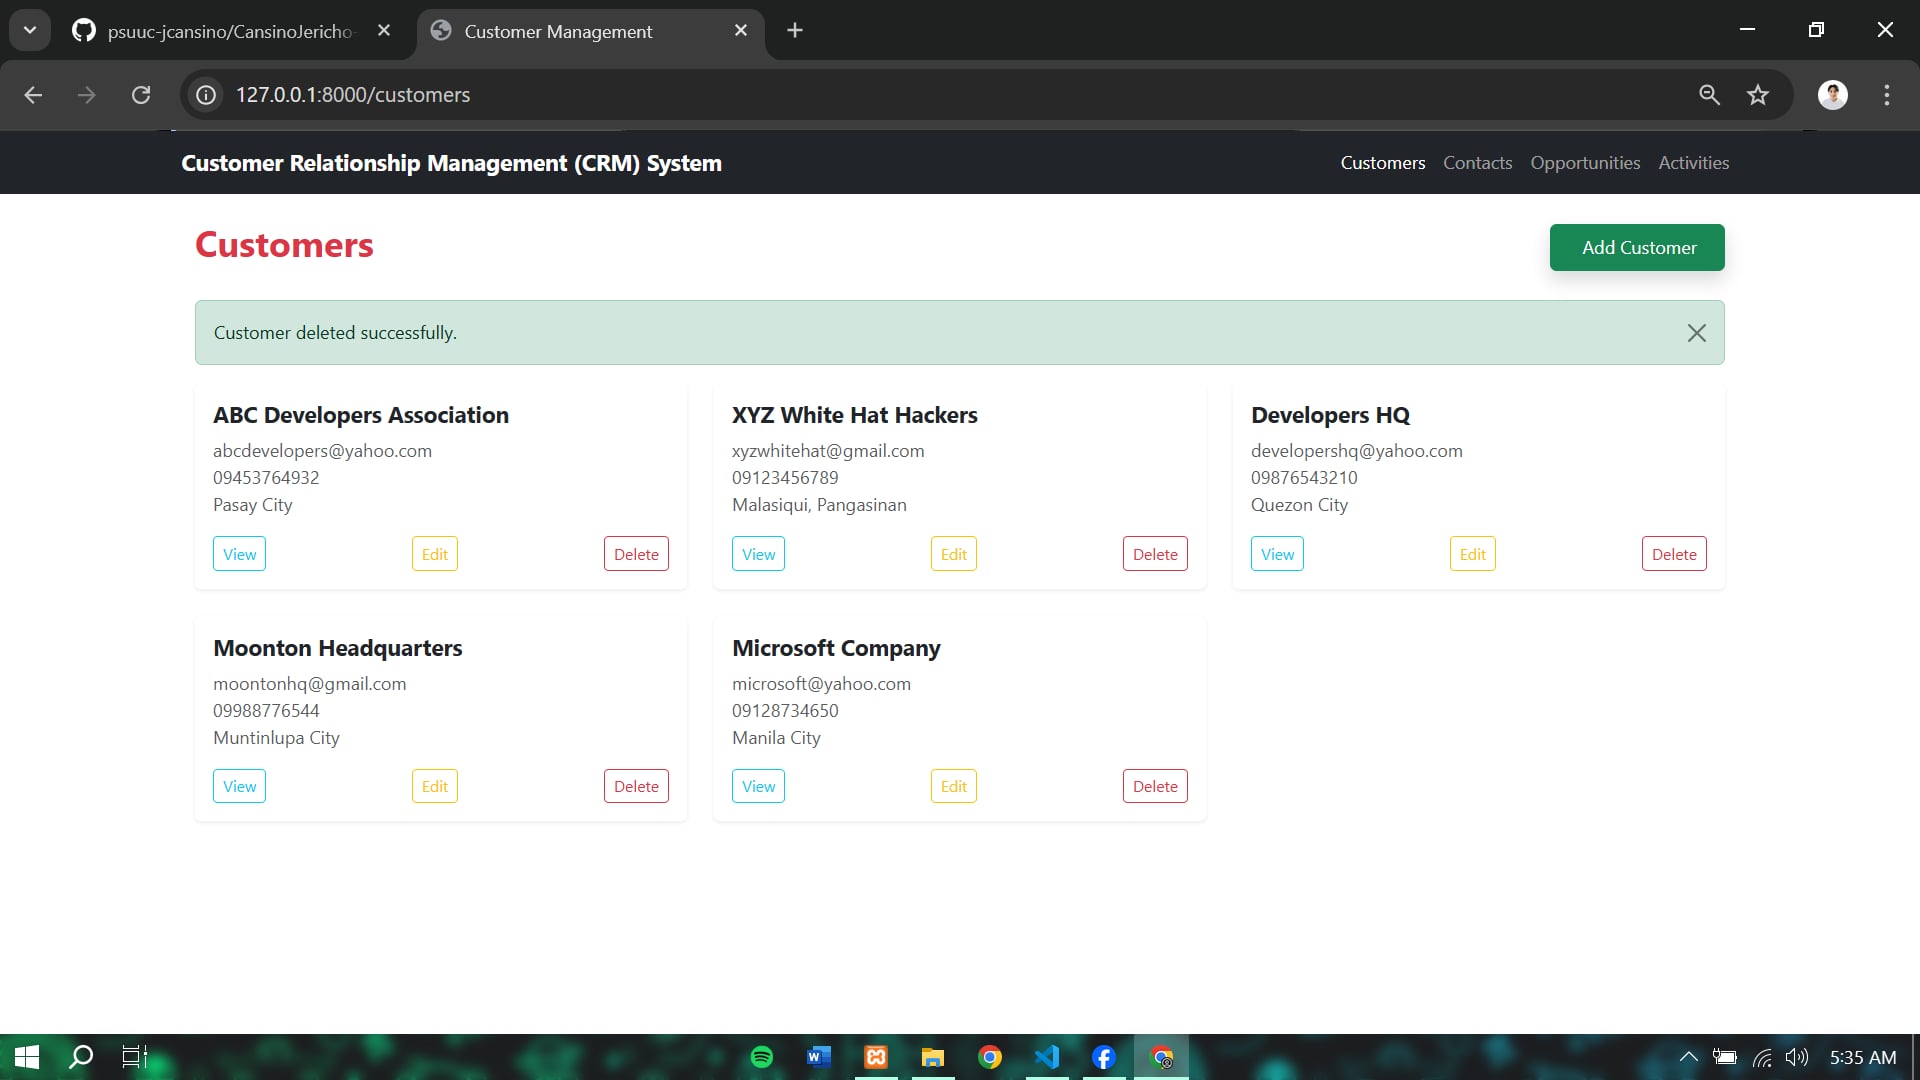 psuuc-jcansino/CansinoJericho-
Customer Management
127.0.0.1:8000/customers
Customer Relationship Management (CRM) System
Customers Contacts Opportunities Activities
Customers
Add Customer
Customer deleted successfully.
ABC Developers Association
abcdevelopers@yahoo.com
09453764932
Pasay City
View Edit Delete
XYZ White Hat Hackers
xyzwhitehat@gmail.com
09123456789
Malasiqui, Pangasinan
View Edit Delete
Developers HQ
developershq@yahoo.com
09876543210
Quezon City
View Edit Delete
Moonton Headquarters
moontonhq@gmail.com
09988776544
Muntinlupa City
View Edit Delete
Microsoft Company
microsoft@yahoo.com
09128734650
Manila City
View Edit Delete
5:35 AM